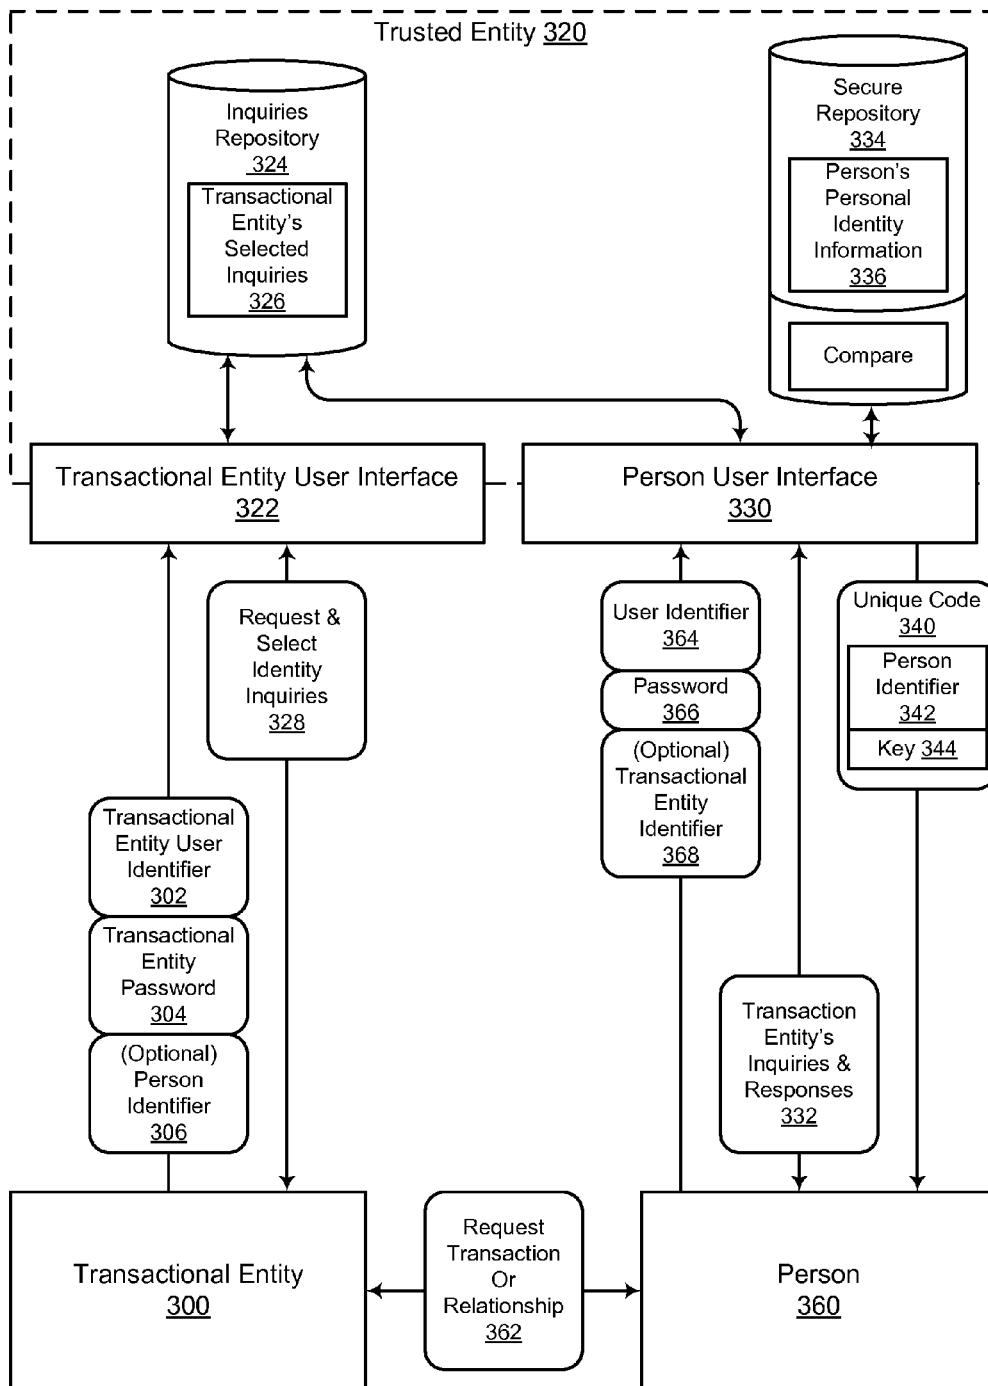 Trusted Entity 320
Inquiries
Repository
324
Transactional
Entity's
Selected
Inquiries
326
Secure
Repository
334
Person's
Personal
Identity
Information
336
Compare
Transactional Entity User Interface
322
Person User Interface
330
Request &
Select
Identity
Inquiries
328
User Identifier
364
Password
366
(Optional)
Transactional
Entity
Identifier
368
Unique Code
340
Person
Identifier
342
Key 344
Transactional
Entity User
Identifier
302
Transactional
Entity
Password
304
(Optional)
Person
Identifier
306
Transaction
Entity's
Inquiries &
Responses
332
Transactional Entity
300
Request
Transaction
Or
Relationship
362
Person
360